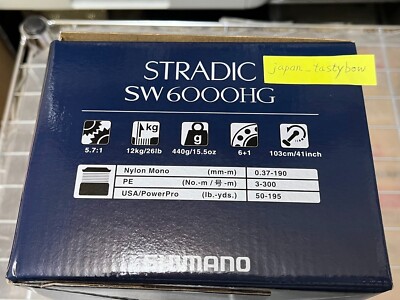 STRADIC
SW6000HG
japan_tastybow
kg
g
5.7:1
12kg/26lb
440g/15.5oz
6+1
103cm/41inch
Nylon Mono (mm-m) 0.37-190
PE (No.-m / 号-m) 3-300
USA/PowerPro (lb.-yds.) 50-195
SHIMANO